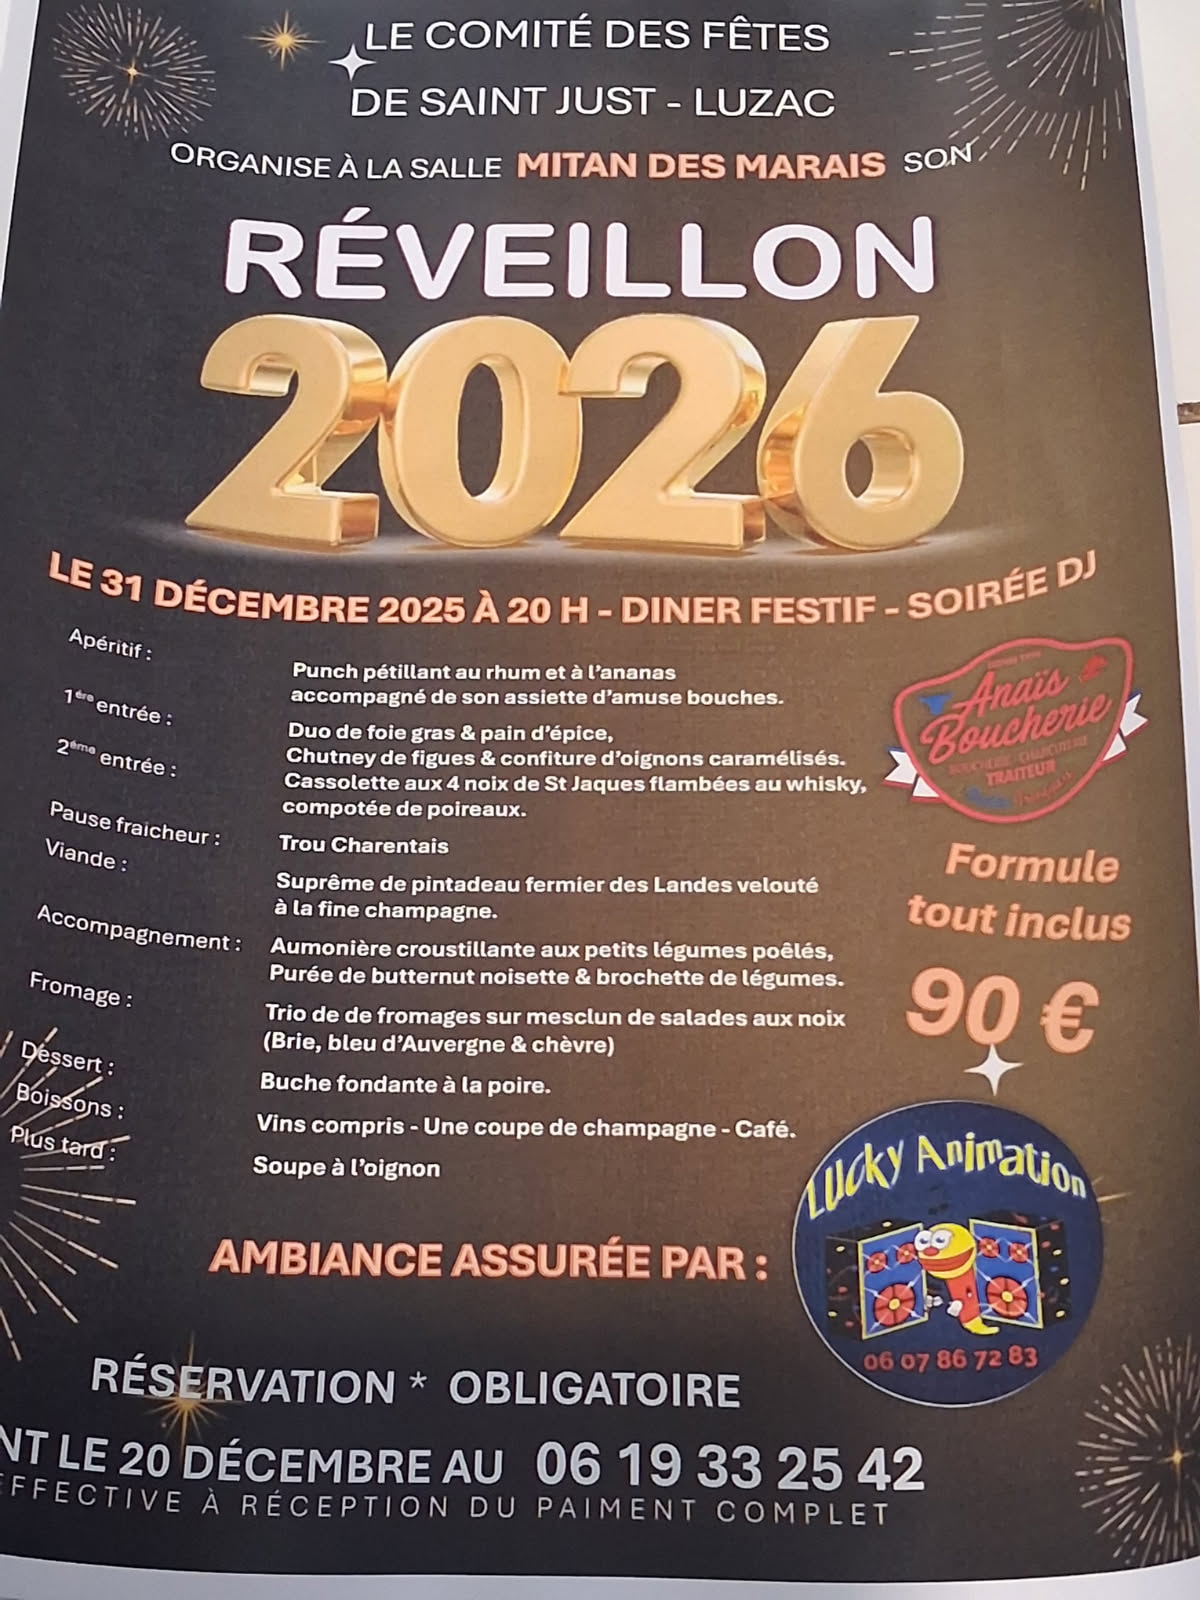 LE COMITÉ DES FÊTES
DE SAINT JUST - LUZAC
ORGANISE À LA SALLE MITAN DES MARAIS SON
RÉVEILLON
2026
LE 31 DÉCEMBRE 2025 À 20 H - DINER FESTIF - SOIRÉE DJ
Apéritif :
Punch pétillant au rhum et à l'ananas
accompagné de son assiette d'amuse bouches.
1ère entrée :
Duo de foie gras & pain d'épice,
Chutney de figues & confiture d'oignons caramélisés.
2ème entrée :
Cassolette aux 4 noix de St Jaques flambées au whisky,
compotée de poireaux.
Pause fraicheur :
Trou Charentais
Viande :
Suprême de pintadeau fermier des Landes velouté
à la fine champagne.
Accompagnement :
Aumonière croustillante aux petits légumes poêlés,
Purée de butternut noisette & brochette de légumes.
Fromage :
Trio de de fromages sur mesclun de salades aux noix
(Brie, bleu d'Auvergne & chèvre)
Dessert :
Buche fondante à la poire.
Boissons :
Vins compris - Une coupe de champagne - Café.
Plus tard :
Soupe à l'oignon
Anaïs
Boucherie
BOUCHERIE - CHARCUTERIE
TRAITEUR
Formule
tout inclus
90 €
AMBIANCE ASSURÉE PAR :
Lucky Animation
06 07 86 72 83
RÉSERVATION * OBLIGATOIRE
NT LE 20 DÉCEMBRE AU 06 19 33 25 42
EFFECTIVE À RÉCEPTION DU PAIMENT COMPLET